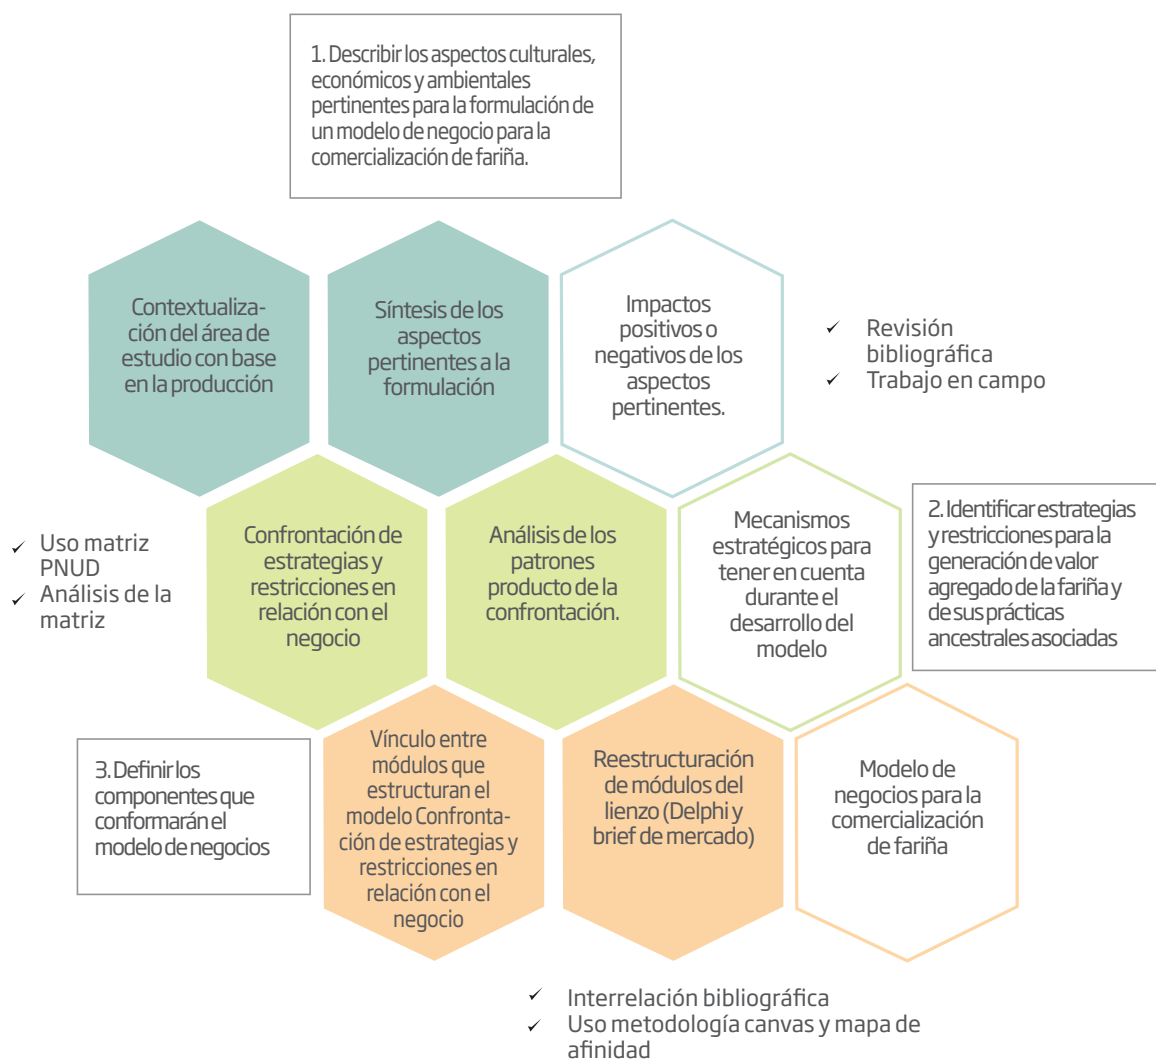 1. Describir los aspectos culturales,
económicos y ambientales
pertinentes para la formulación de
un modelo de negocio para la
comercialización de fariña.
Contextualiza-
ción del área de
estudio con base
en la producción
Síntesis de los
aspectos
pertinentes a la
formulación
Impactos
positivos o
negativos de los
aspectos
pertinentes.
✓ Revisión
bibliográfica
✓ Trabajo en campo
✓ Uso matriz
PNUD
✓ Análisis de la
matriz
Confrontación de
estrategias y
restricciones en
relación con el
negocio
Análisis de los
patrones
producto de la
confrontación.
Mecanismos
estratégicos para
tener en cuenta
durante el
desarrollo del
modelo
2. Identificar estrategias
y restricciones para la
generación de valor
agregado de la fariña y
de sus prácticas
ancestrales asociadas
3. Definir los
componentes que
conformarán el
modelo de negocios
Vínculo entre
módulos que
estructuran el
modelo Confronta-
ción de estrategias y
restricciones en
relación con el
negocio
Reestructuración
de módulos del
lienzo (Delphi y
brief de mercado)
Modelo de
negocios para la
comercialización
de fariña
✓ Interrelación bibliográfica
✓ Uso metodología canvas y mapa de
afinidad